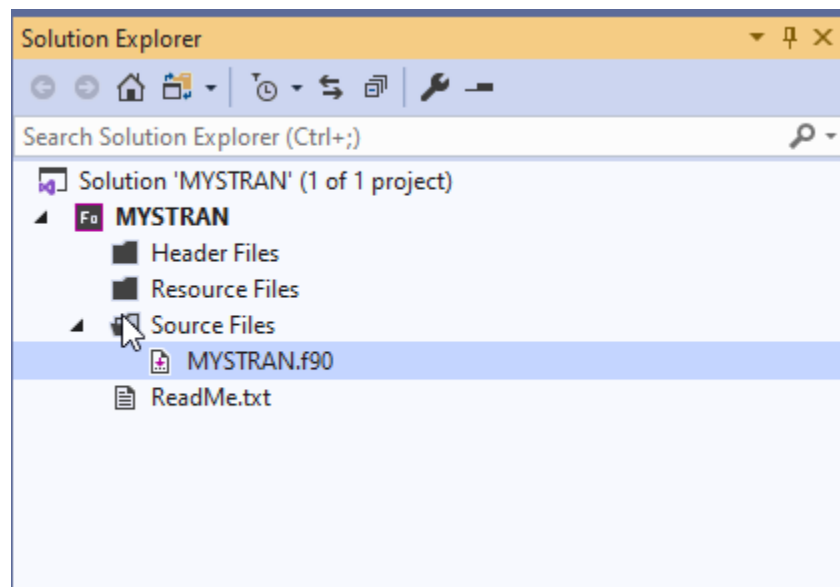 Solution Explorer
Search Solution Explorer (Ctrl+;)
Solution 'MYSTRAN' (1 of 1 project)
Fo MYSTRAN
Header Files
Resource Files
Source Files
MYSTRAN.f90
ReadMe.txt